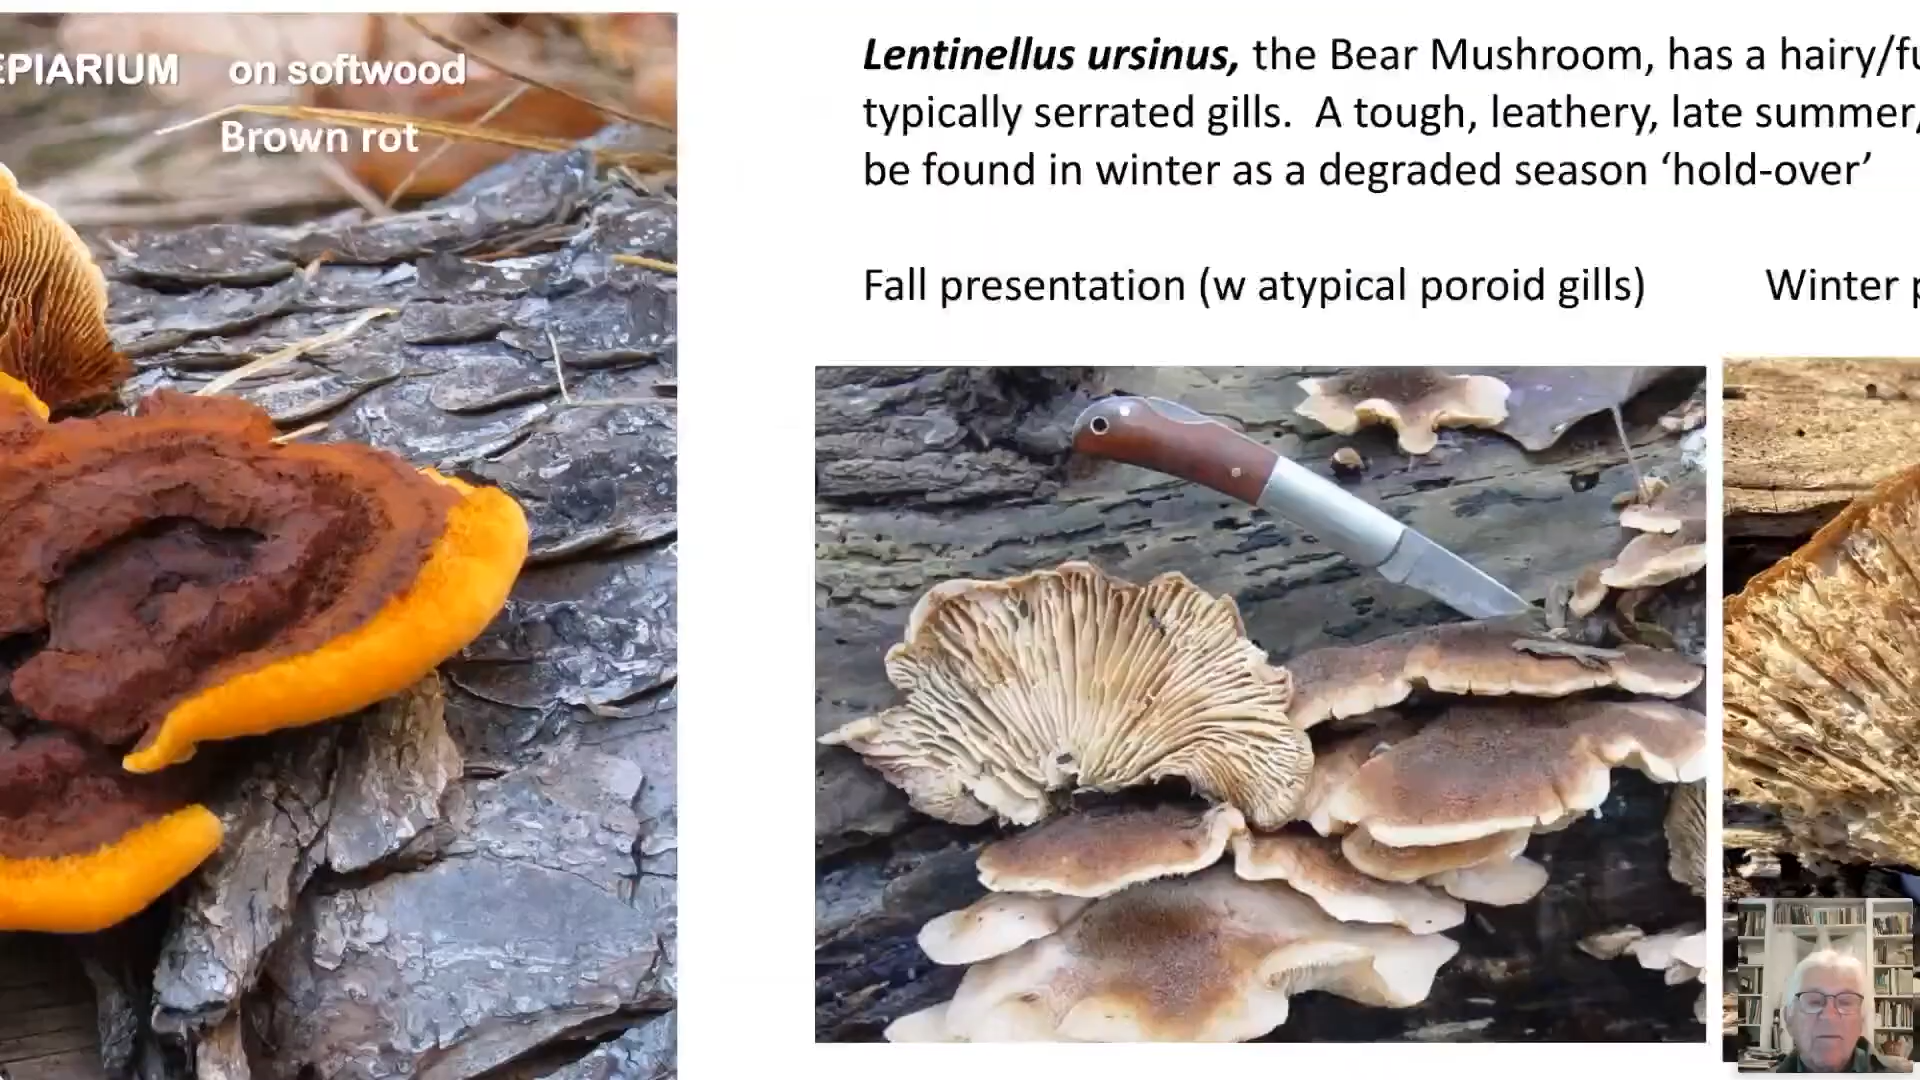 EPIARIUM on softwood
Brown rot
Lentinellus ursinus, the Bear Mushroom, has a hairy/fu
typically serrated gills. A tough, leathery, late summer,
be found in winter as a degraded season ‘hold-over’
Fall presentation (w atypical poroid gills) Winter p